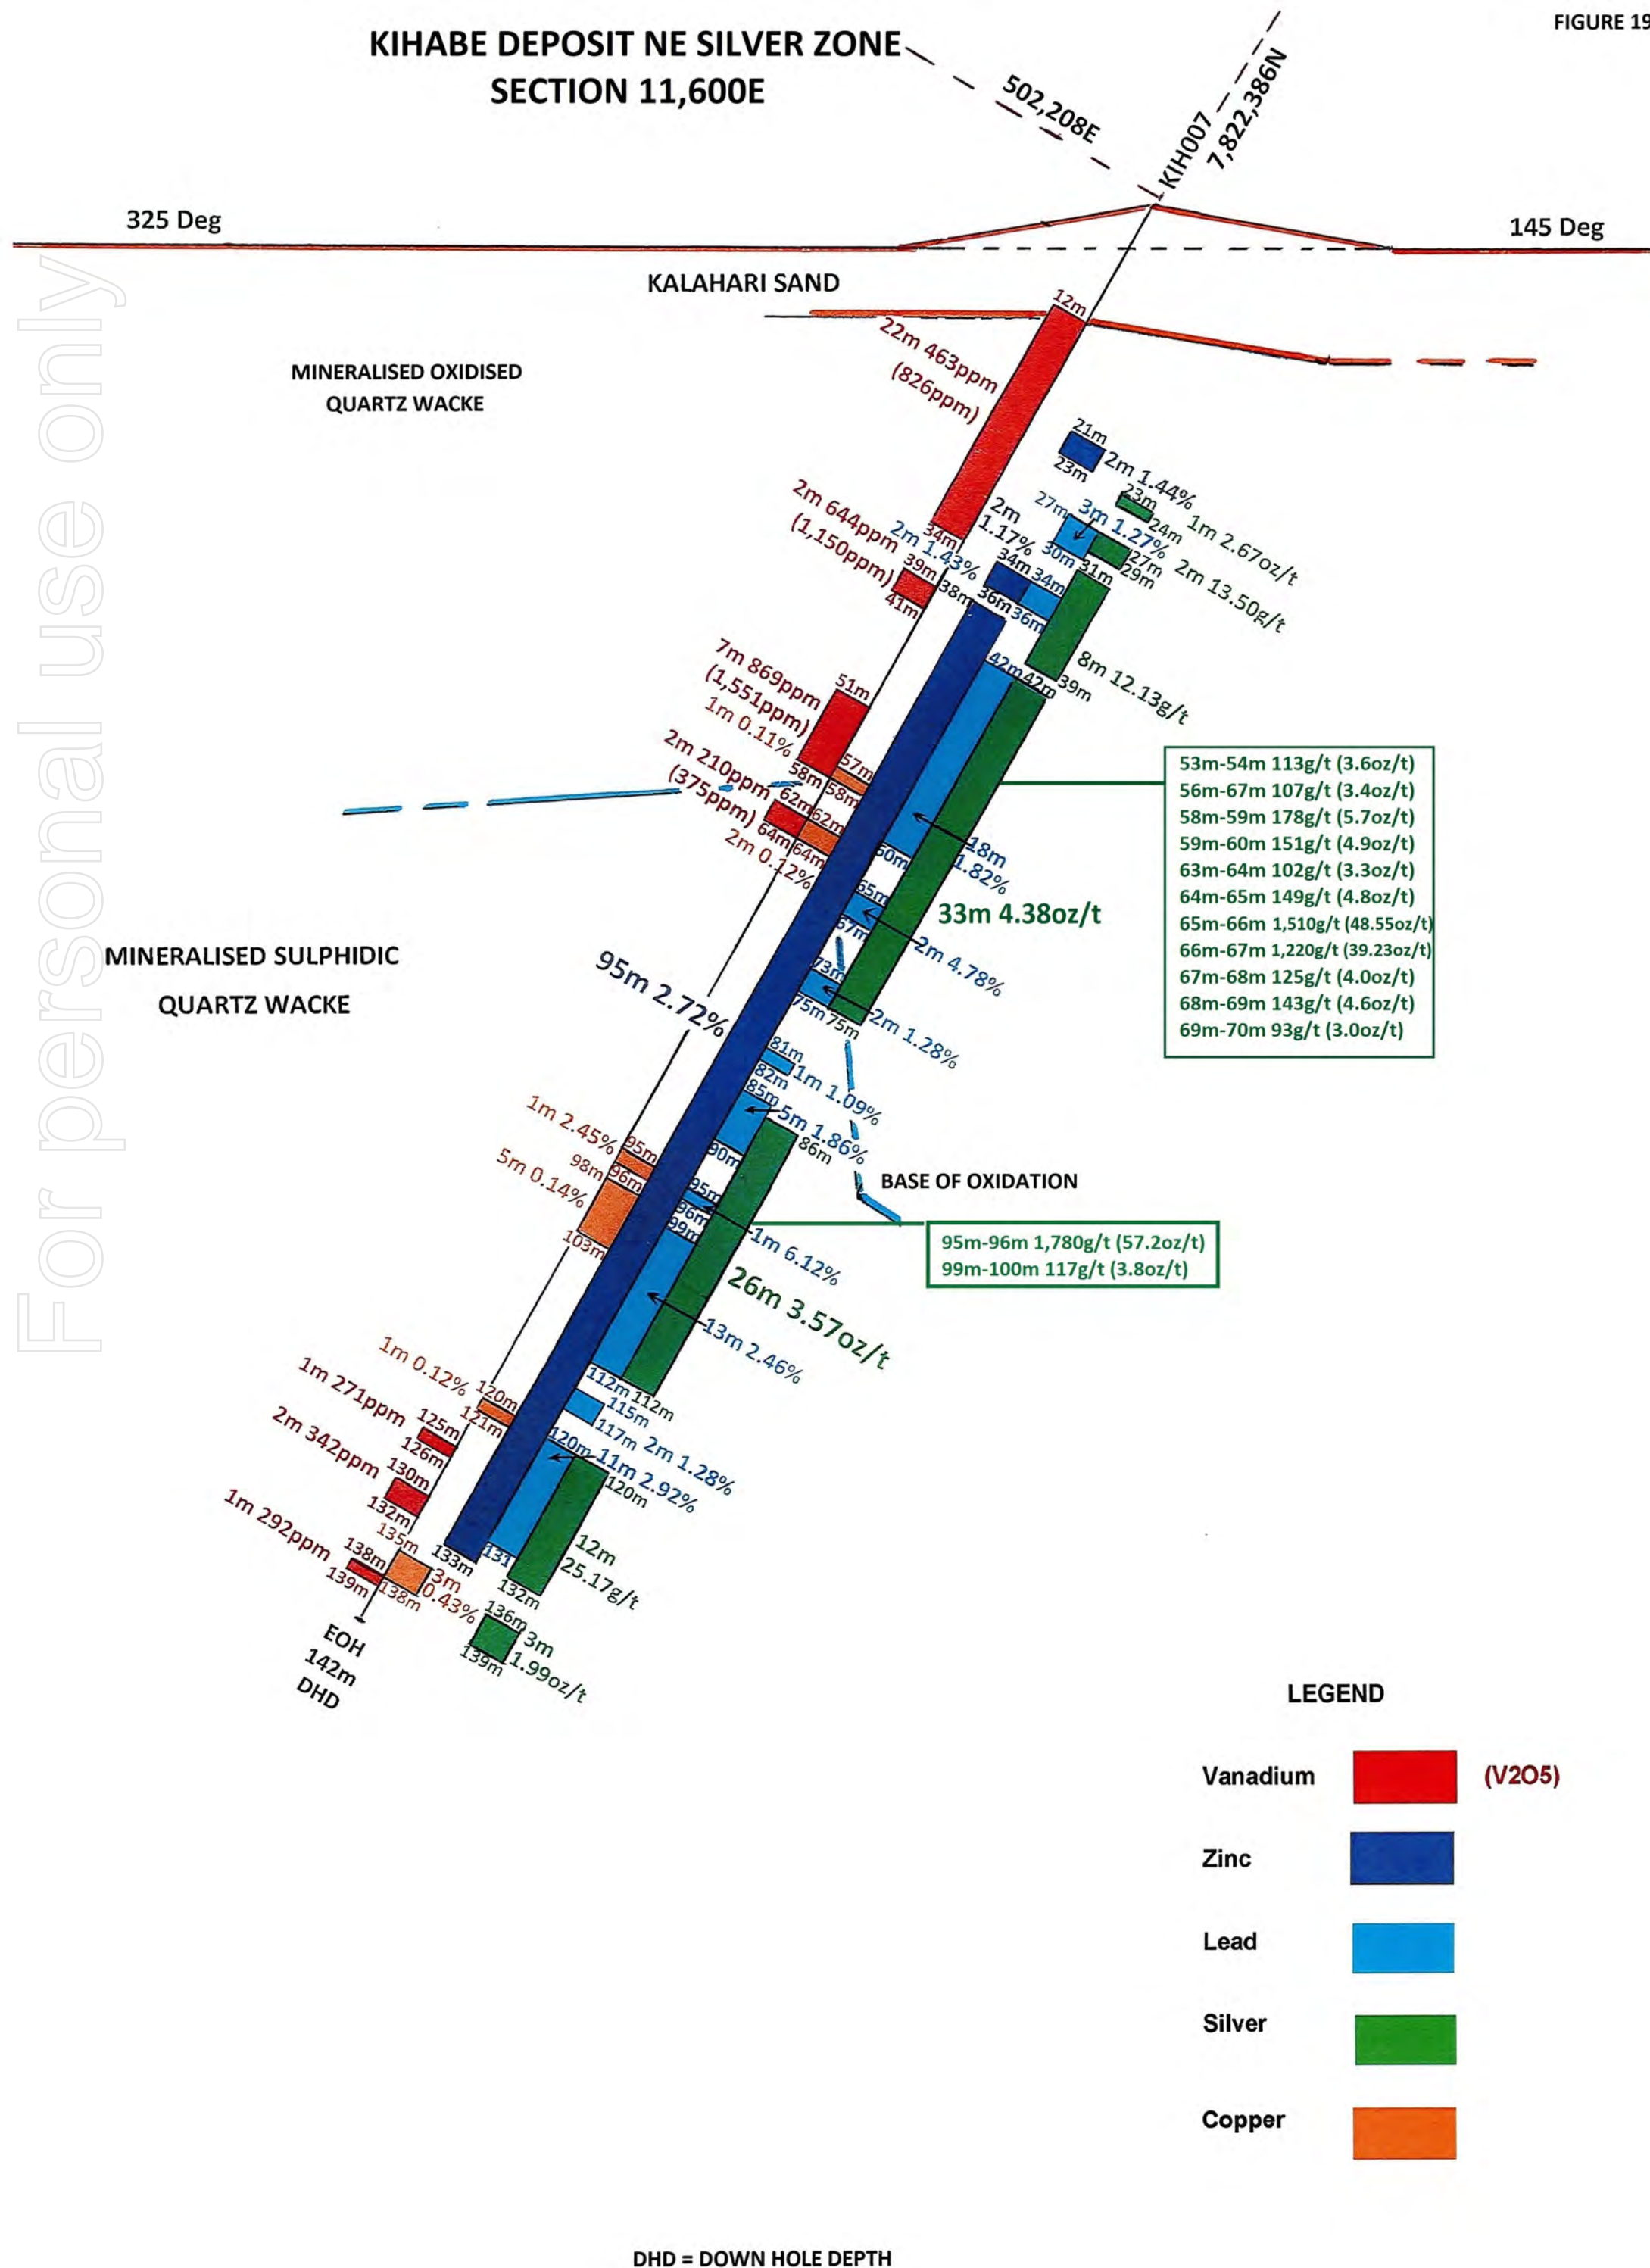 FIGURE 19
KIHABE DEPOSIT NE SILVER ZONE
SECTION 11,600E
502,208E
KIH007
7,822,386N
325 Deg
145 Deg
KALAHARI SAND
12m
22m 463ppm
(826ppm)
MINERALISED OXIDISED
QUARTZ WACKE
34m
21m
23m
2m 1.44%
23m
24m
1m 2.67oz/t
27m
3m 1.27%
30m
27m
29m
2m 13.50g/t
2m
1.17%
34m
36m
2m 1.43%
34m
36m
31m
39m
8m 12.13g/t
2m 644ppm
(1,150ppm)
39m
41m
38m
42m
42m
7m 869ppm
(1,551ppm)
51m
58m
1m 0.11%
57m
58m
2m 210ppm
(375ppm)
62m
64m
62m
64m
2m 0.12%
60m
18m
1.82%
65m
67m
2m 4.78%
33m 4.38oz/t
53m-54m 113g/t (3.6oz/t)
56m-67m 107g/t (3.4oz/t)
58m-59m 178g/t (5.7oz/t)
59m-60m 151g/t (4.9oz/t)
63m-64m 102g/t (3.3oz/t)
64m-65m 149g/t (4.8oz/t)
65m-66m 1,510g/t (48.55oz/t)
66m-67m 1,220g/t (39.23oz/t)
67m-68m 125g/t (4.0oz/t)
68m-69m 143g/t (4.6oz/t)
69m-70m 93g/t (3.0oz/t)
MINERALISED SULPHIDIC
QUARTZ WACKE
95m 2.72%
73m
75m
75m
2m 1.28%
81m
82m
1m 1.09%
85m
90m
5m 1.86%
86m
BASE OF OXIDATION
1m 2.45%
95m
96m
5m 0.14%
98m
103m
95m
96m
1m 6.12%
99m
95m-96m 1,780g/t (57.2oz/t)
99m-100m 117g/t (3.8oz/t)
26m 3.57oz/t
13m 2.46%
112m
112m
115m
117m
2m 1.28%
1m 0.12%
120m
121m
1m 271ppm
125m
126m
2m 342ppm
130m
132m
120m
11m 2.92%
120m
12m
25.17g/t
133m
131
132m
135m
138m
3m
0.43%
1m 292ppm
138m
139m
136m
139m
3m
1.99oz/t
EOH
142m
DHD
LEGEND
Vanadium
(V2O5)
Zinc
Lead
Silver
Copper
DHD = DOWN HOLE DEPTH
For personal use only